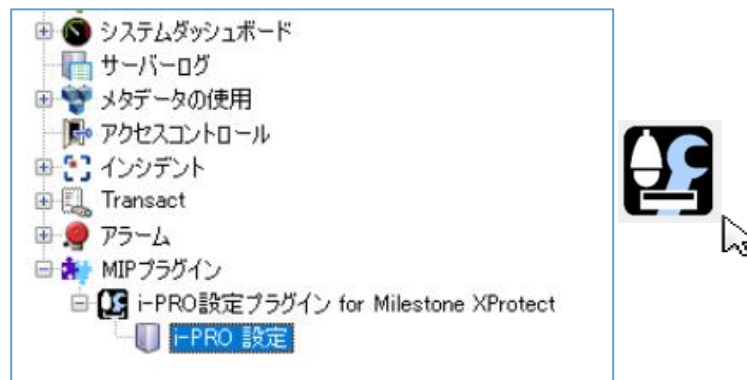 システムダッシュボード
サーバーログ
メタデータの使用
アクセスコントロール
インシデント
Transact
アラーム
MIPプラグイン
i-PRO設定プラグイン for Milestone XProtect
i-PRO 設定